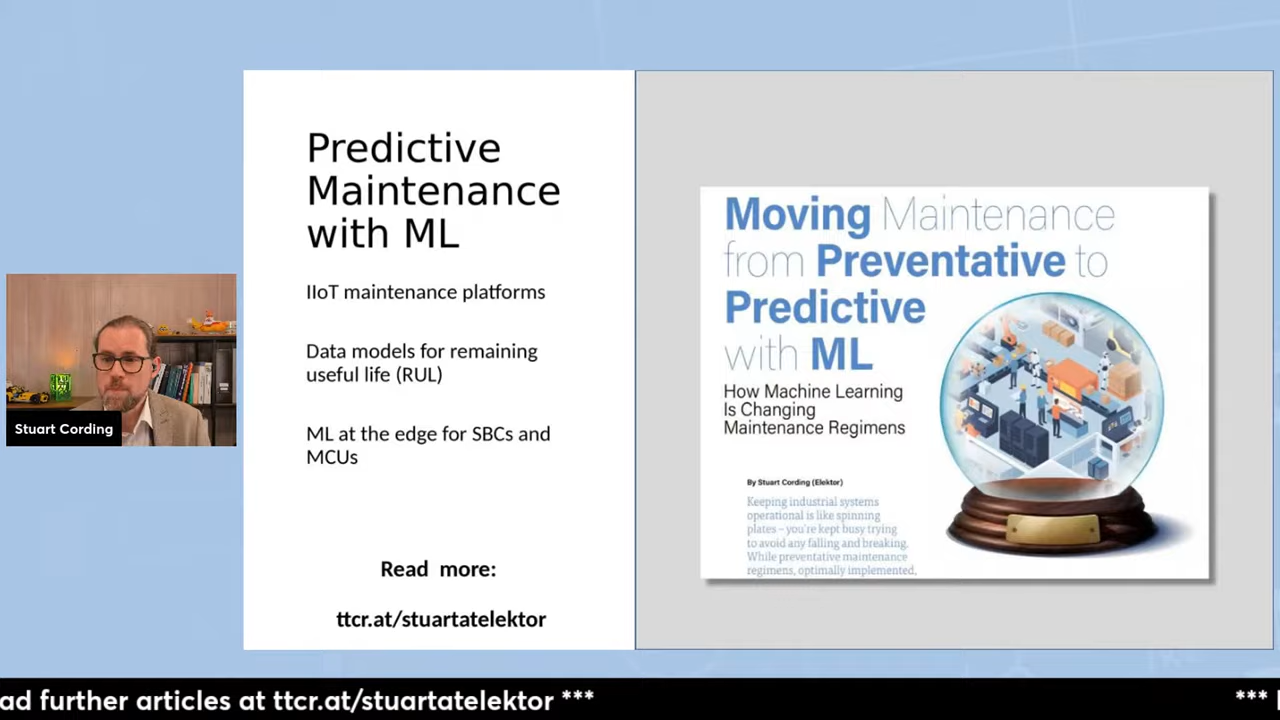 Predictive
Maintenance
with ML
IIoT maintenance platforms
Data models for remaining
useful life (RUL)
ML at the edge for SBCs and
MCUs
Read more:
ttcr.at/stuartatelektor
Moving Maintenance
from Preventative to
Predictive
with ML
How Machine Learning
Is Changing
Maintenance Regimens
By Stuart Cording (Elektor)
Keeping industrial systems
operational is like spinning
plates – you're kept busy trying
to avoid any falling and breaking.
While preventative maintenance
regimens, optimally implemented,
Stuart Cording
ad further articles at ttcr.at/stuartatelektor *** ***